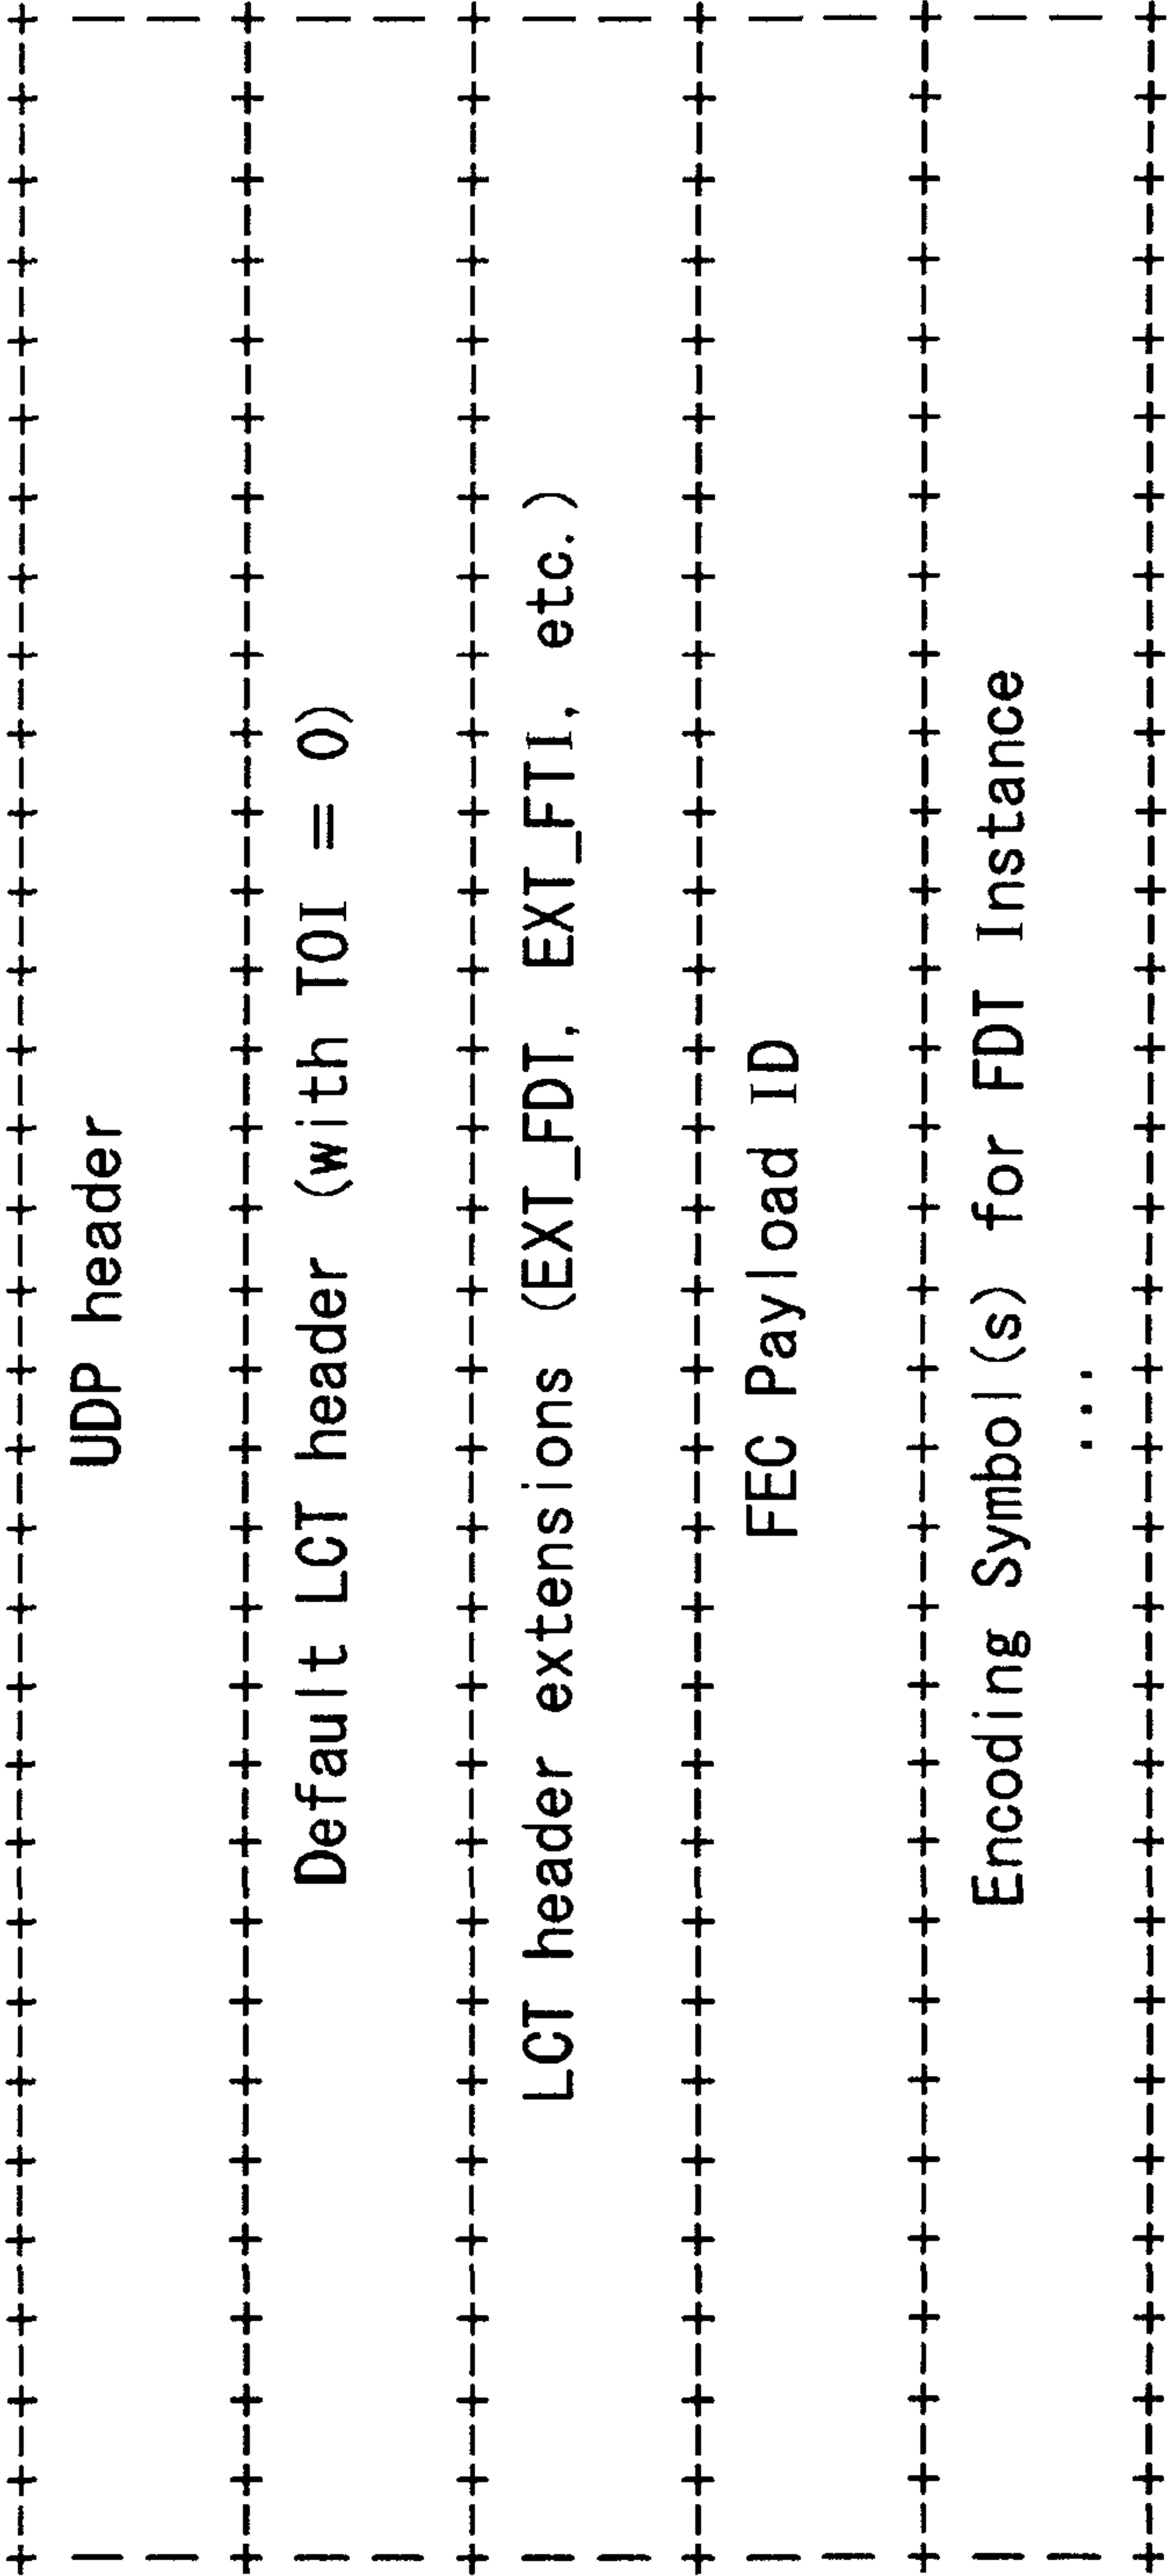 UDP header
Default LCT header (with TOI = 0)
LCT header extensions (EXT_FDT, EXT_FTI, etc.)
FEC Payload ID
Encoding Symbol(s) for FDT Instance
...